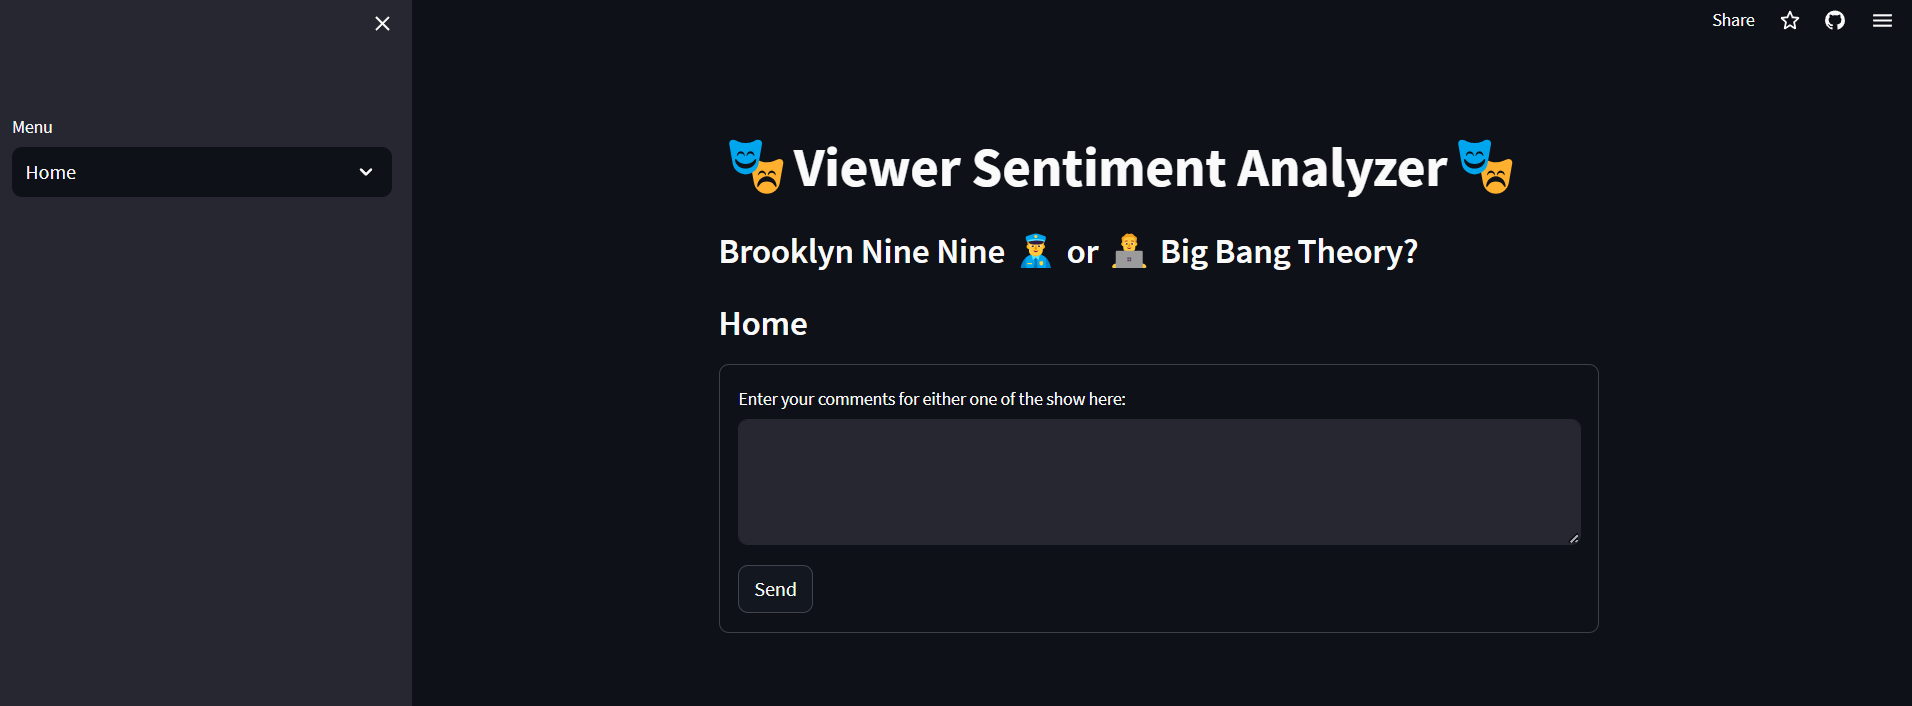 Share
Menu
Home
🎭 Viewer Sentiment Analyzer 🎭
Brooklyn Nine Nine 👮‍♂️ or 👨‍💻 Big Bang Theory?
Home
Enter your comments for either one of the show here:
Send